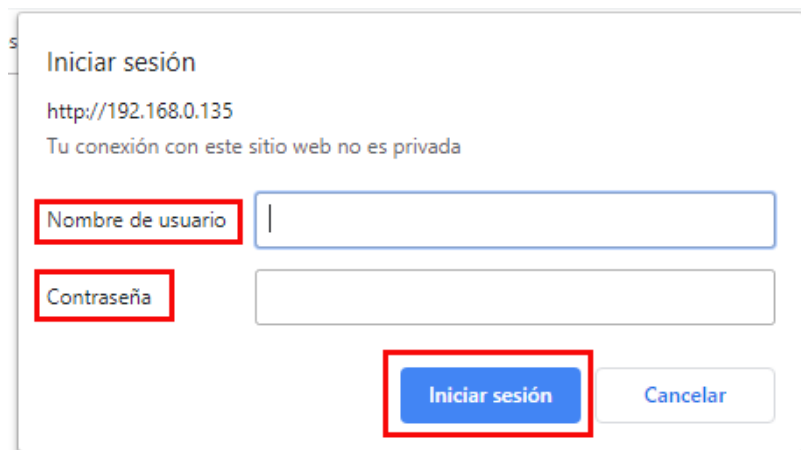 s
Iniciar sesión
http://192.168.0.135
Tu conexión con este sitio web no es privada
Nombre de usuario
Contraseña
Iniciar sesión Cancelar